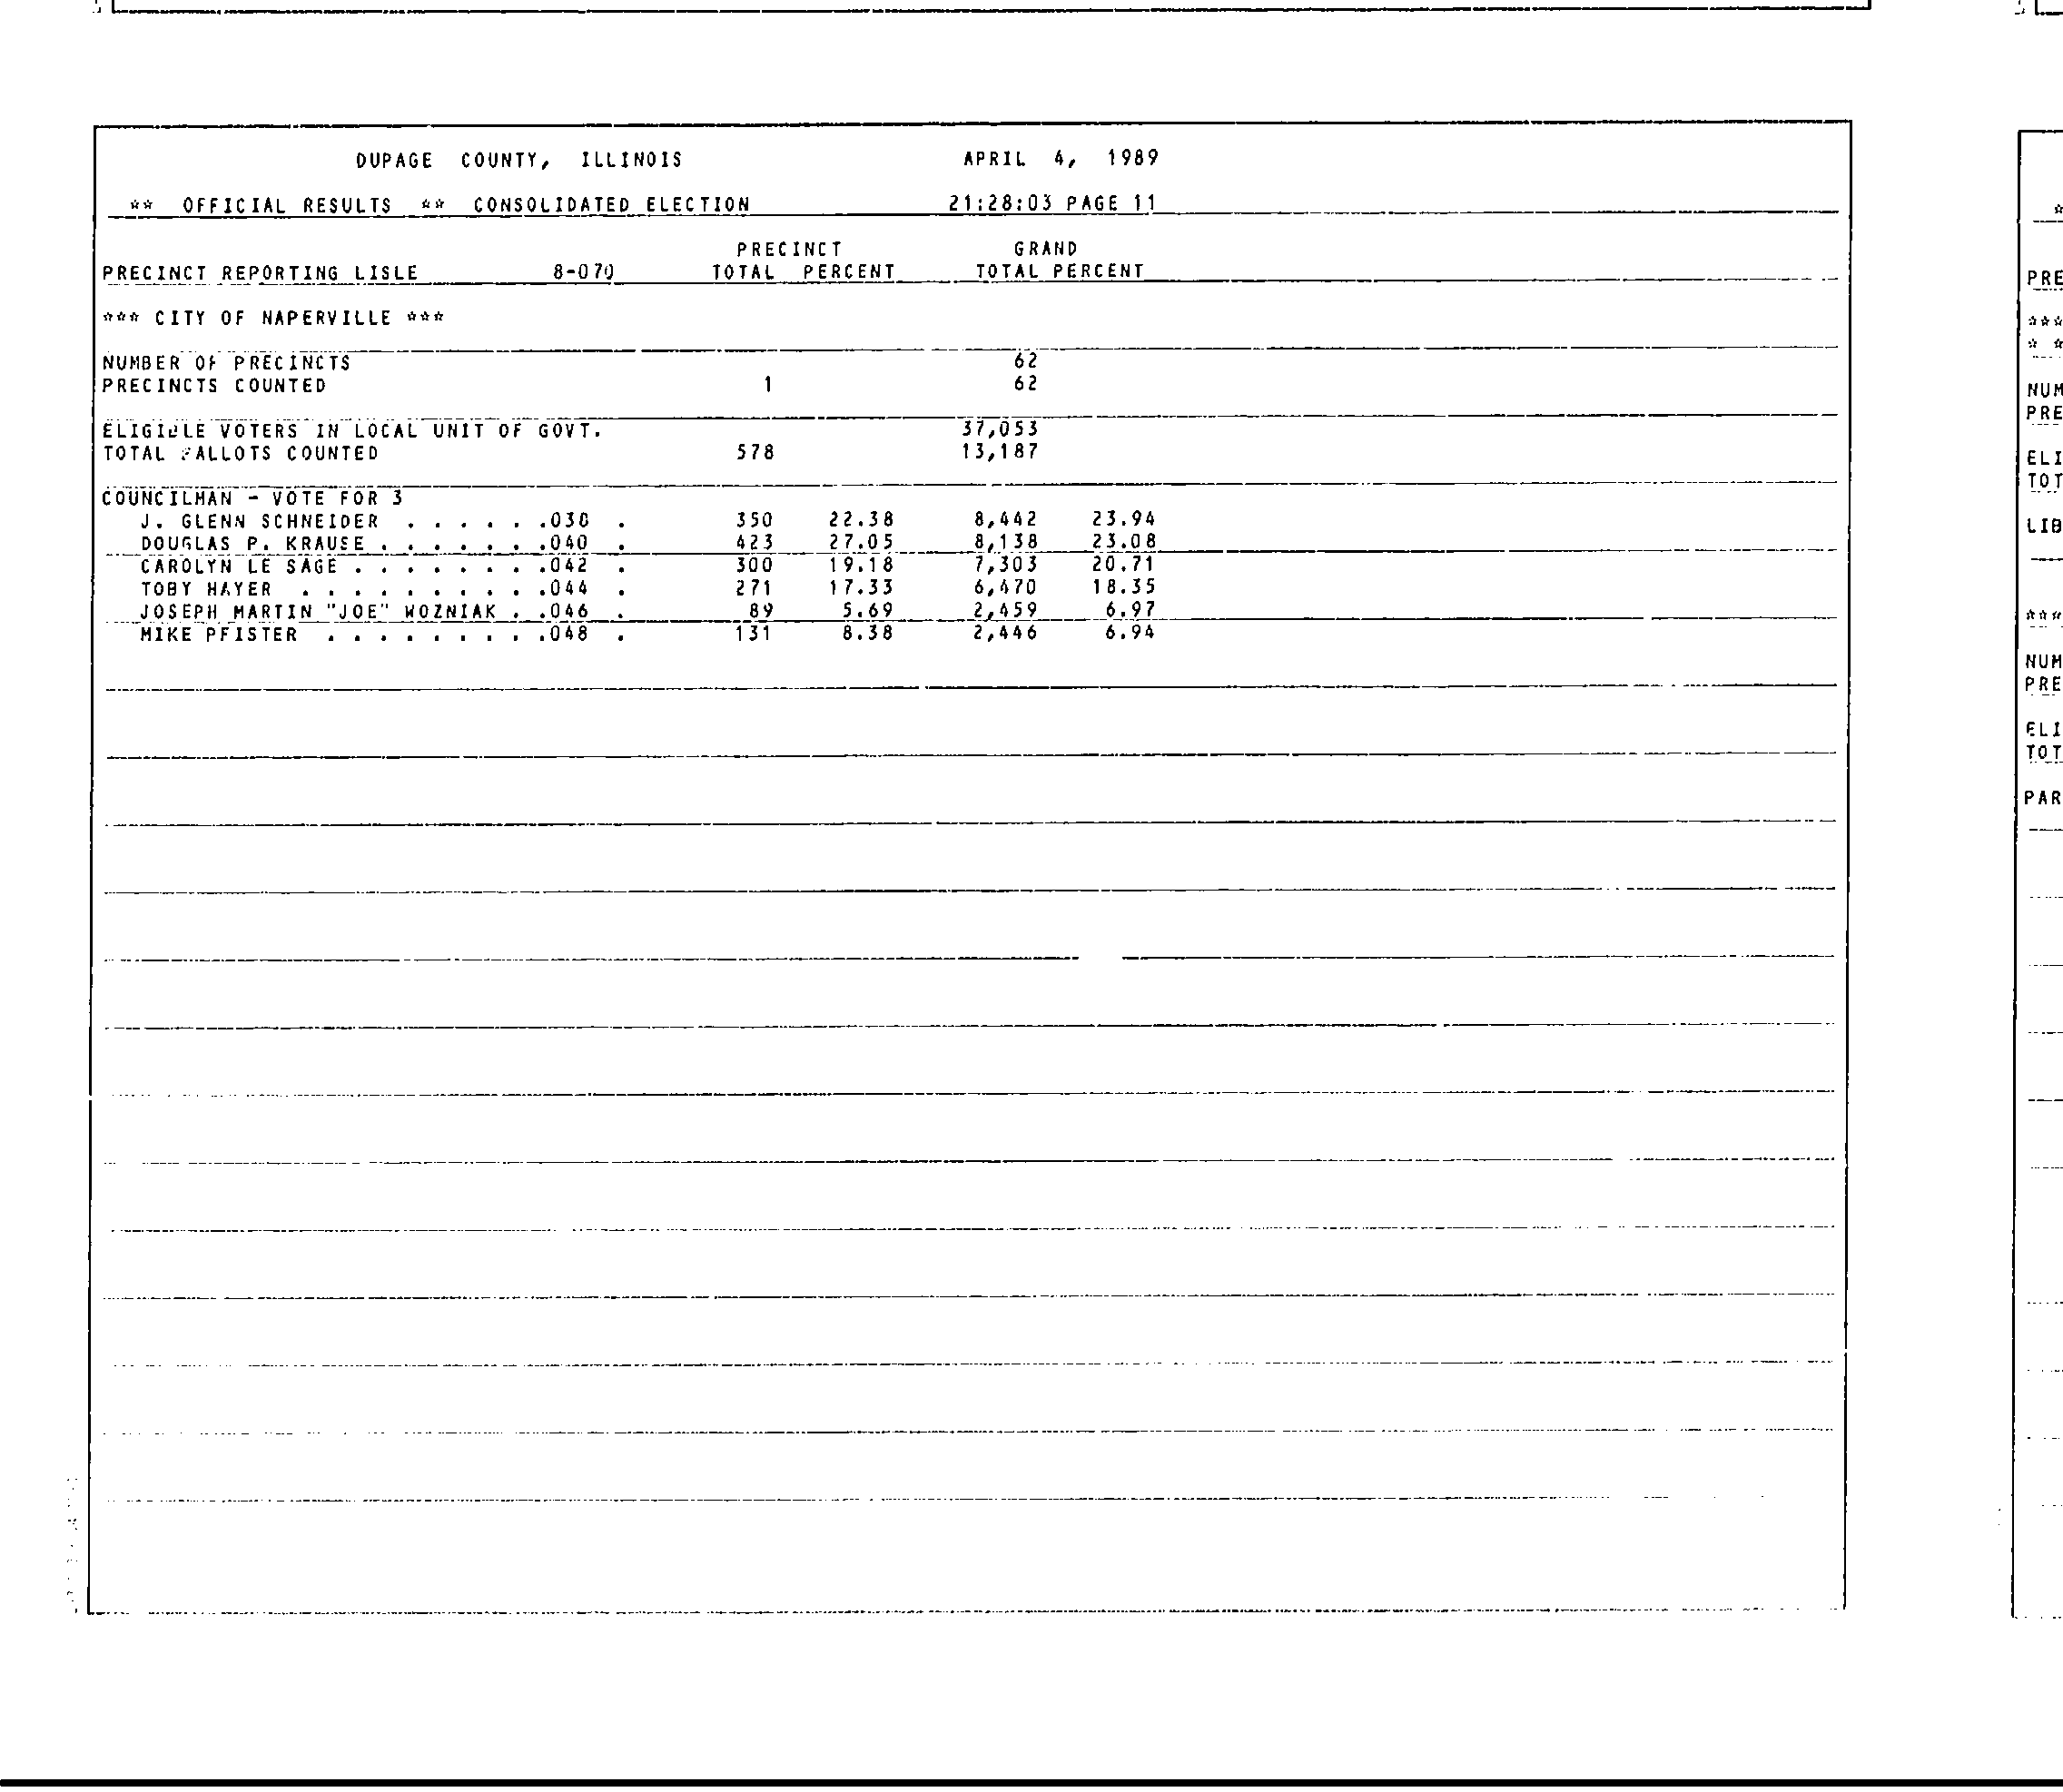 DUPAGE COUNTY, ILLINOIS APRIL 4, 1989
** OFFICIAL RESULTS ** CONSOLIDATED ELECTION 21:28:03 PAGE 11
PRECINCT GRAND
PRECINCT REPORTING LISLE 8-070 TOTAL PERCENT TOTAL PERCENT
*** CITY OF NAPERVILLE ***
NUMBER OF PRECINCTS 62
PRECINCTS COUNTED 1 62
ELIGIBLE VOTERS IN LOCAL UNIT OF GOVT. 37,053
TOTAL BALLOTS COUNTED 578 13,187
COUNCILMAN - VOTE FOR 3
J. GLENN SCHNEIDER . . . . . .038 . 350 22.38 8,442 23.94
DOUGLAS P. KRAUSE . . . . . . .040 . 423 27.05 8,138 23.08
CAROLYN LE SAGE . . . . . . . .042 . 300 19.18 7,303 20.71
TOBY HAYER . . . . . . . . . .044 . 271 17.33 6,470 18.35
JOSEPH MARTIN "JOE" WOZNIAK . .046 . 89 5.69 2,459 6.97
MIKE PFISTER . . . . . . . . .048 . 131 8.38 2,446 6.94
PRE
***
* *
NUM
PRE
ELI
TOT
LIB
***
NUM
PRE
ELI
TOT
PAR